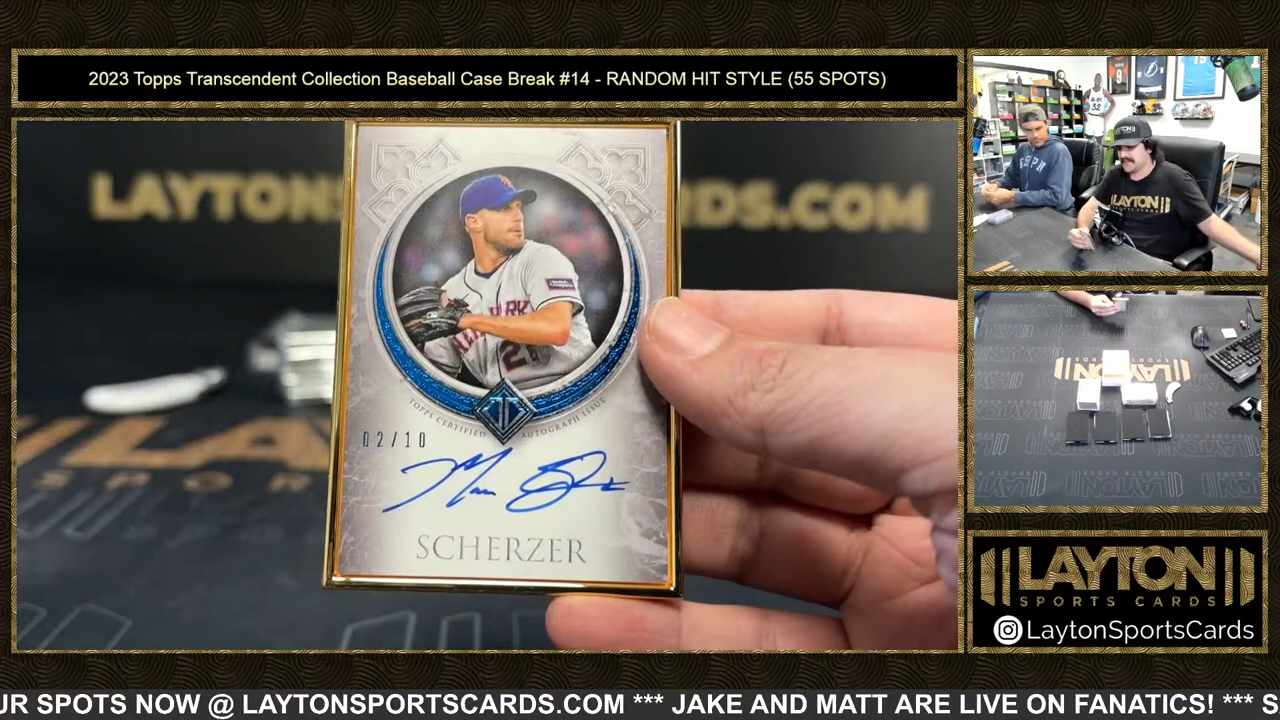 2023 Topps Transcendent Collection Baseball Case Break #14 - RANDOM HIT STYLE (55 SPOTS)
02/10
TOPPS CERTIFIED AUTOGRAPH ISSUE
SCHERZER
LAYTON
SPORTS CARDS
LaytonSportsCards
UR SPOTS NOW @ LAYTONSPORTSCARDS.COM *** JAKE AND MATT ARE LIVE ON FANATICS! *** S